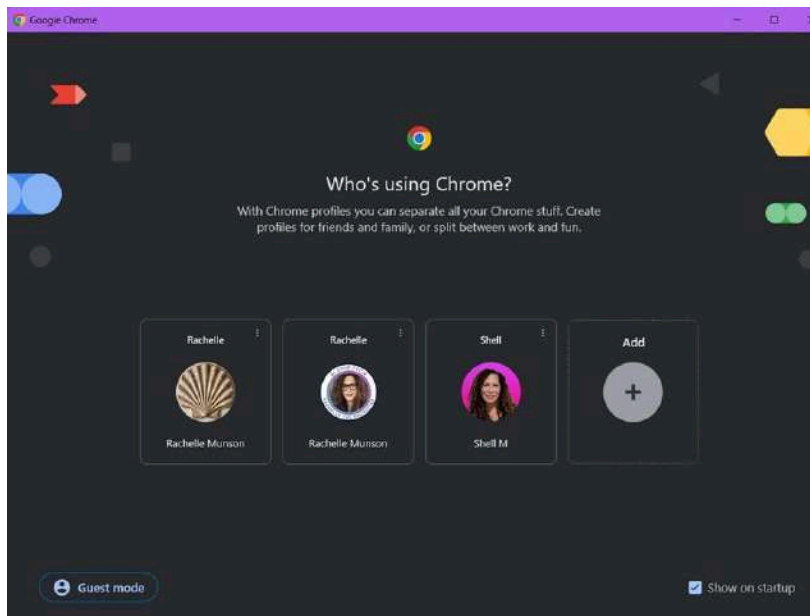 Google Chrome
Who's using Chrome?
With Chrome profiles you can separate all your Chrome stuff. Create
profiles for friends and family, or split between work and fun.
Rachelle
Rachelle
Shell
Add
Rachelle Munson
Rachelle Munson
Shell M
Guest mode
Show on startup